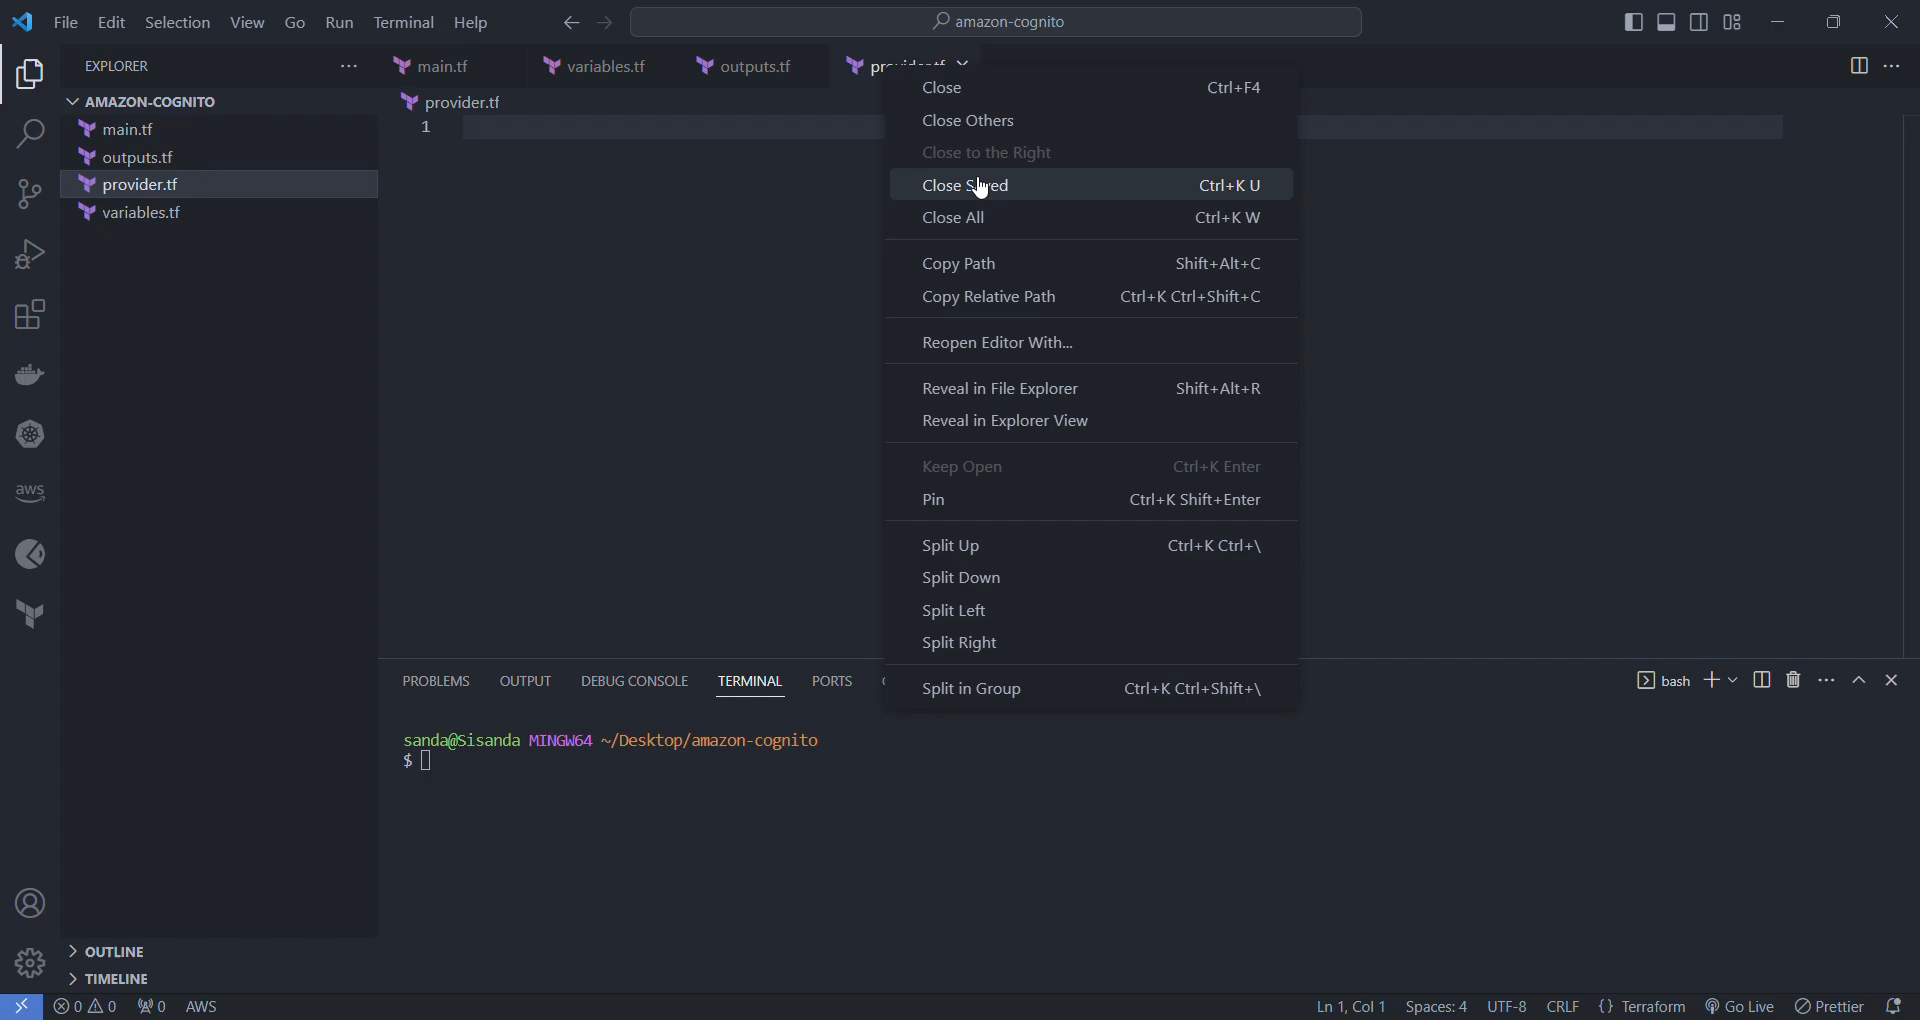 File Edit Selection View Go Run Terminal Help
amazon-cognito
EXPLORER
main.tf
variables.tf
outputs.tf
AMAZON-COGNITO
main.tf
outputs.tf
provider.tf
variables.tf
provider.tf
1
Close Ctrl+F4
Close Others
Close to the Right
Close Ctrl+K U
Close All Ctrl+K W
Copy Path Shift+Alt+C
Copy Relative Path Ctrl+K Ctrl+Shift+C
Reopen Editor With...
Reveal in File Explorer Shift+Alt+R
Reveal in Explorer View
Keep Open Ctrl+K Enter
Pin Ctrl+K Shift+Enter
Split Up Ctrl+K Ctrl+\
Split Down
Split Left
Split Right
Split in Group Ctrl+K Ctrl+Shift+\
PROBLEMS OUTPUT DEBUG CONSOLE TERMINAL PORTS
bash
sanda@Sisanda MINGW64 ~/Desktop/amazon-cognito
$
aws
OUTLINE
TIMELINE
0 0 0 AWS
Ln 1, Col 1 Spaces: 4 UTF-8 CRLF {} Terraform Go Live Prettier